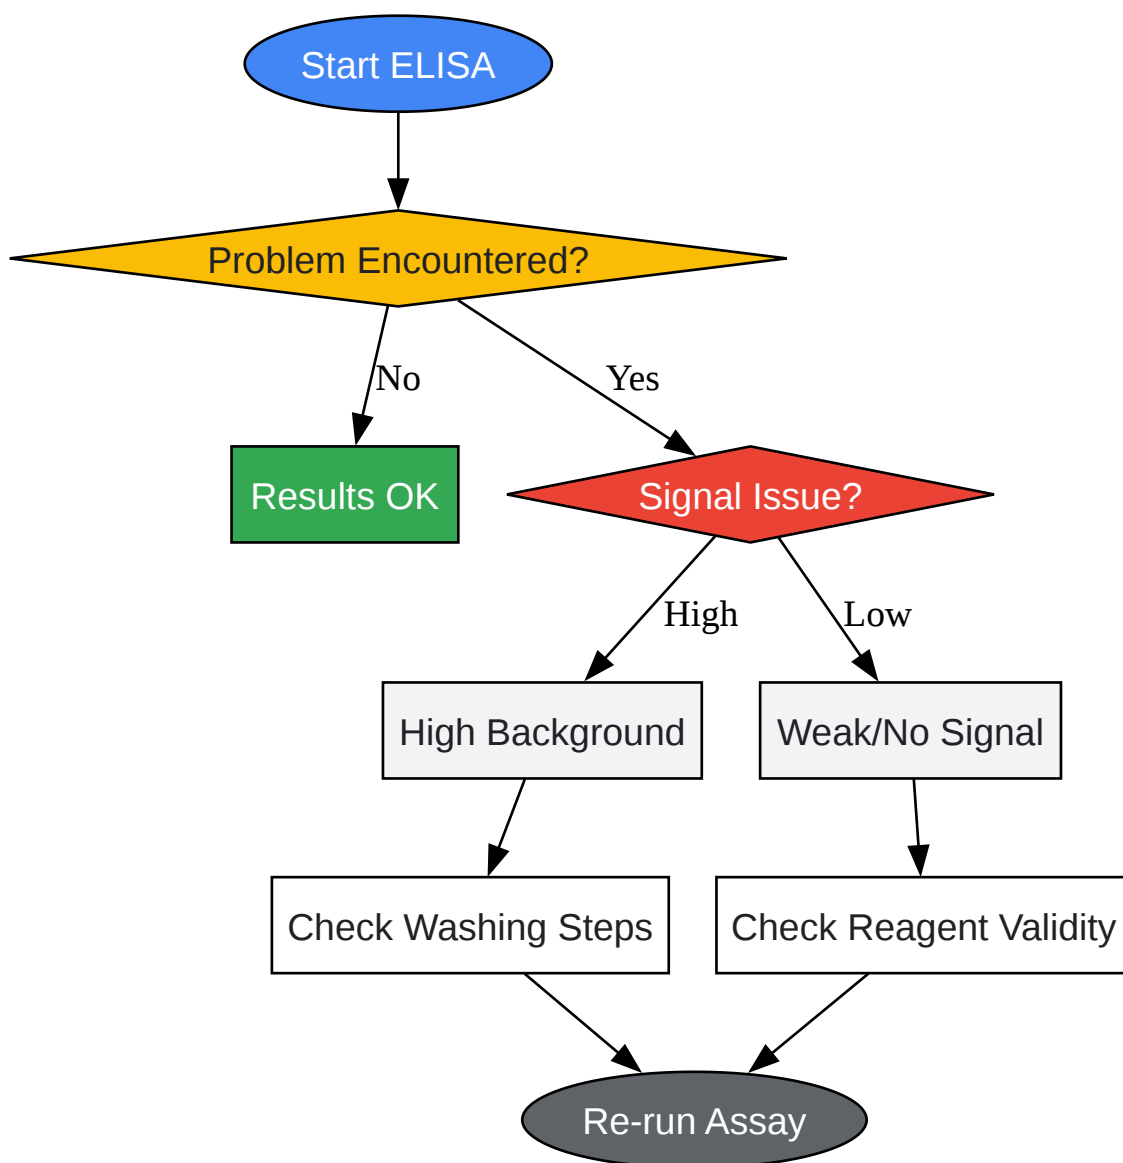 Start ELISA
Problem Encountered?
No
Yes
Results OK
Signal Issue?
High
Low
High Background
Weak/No Signal
Check Washing Steps
Check Reagent Validity
Re-run Assay